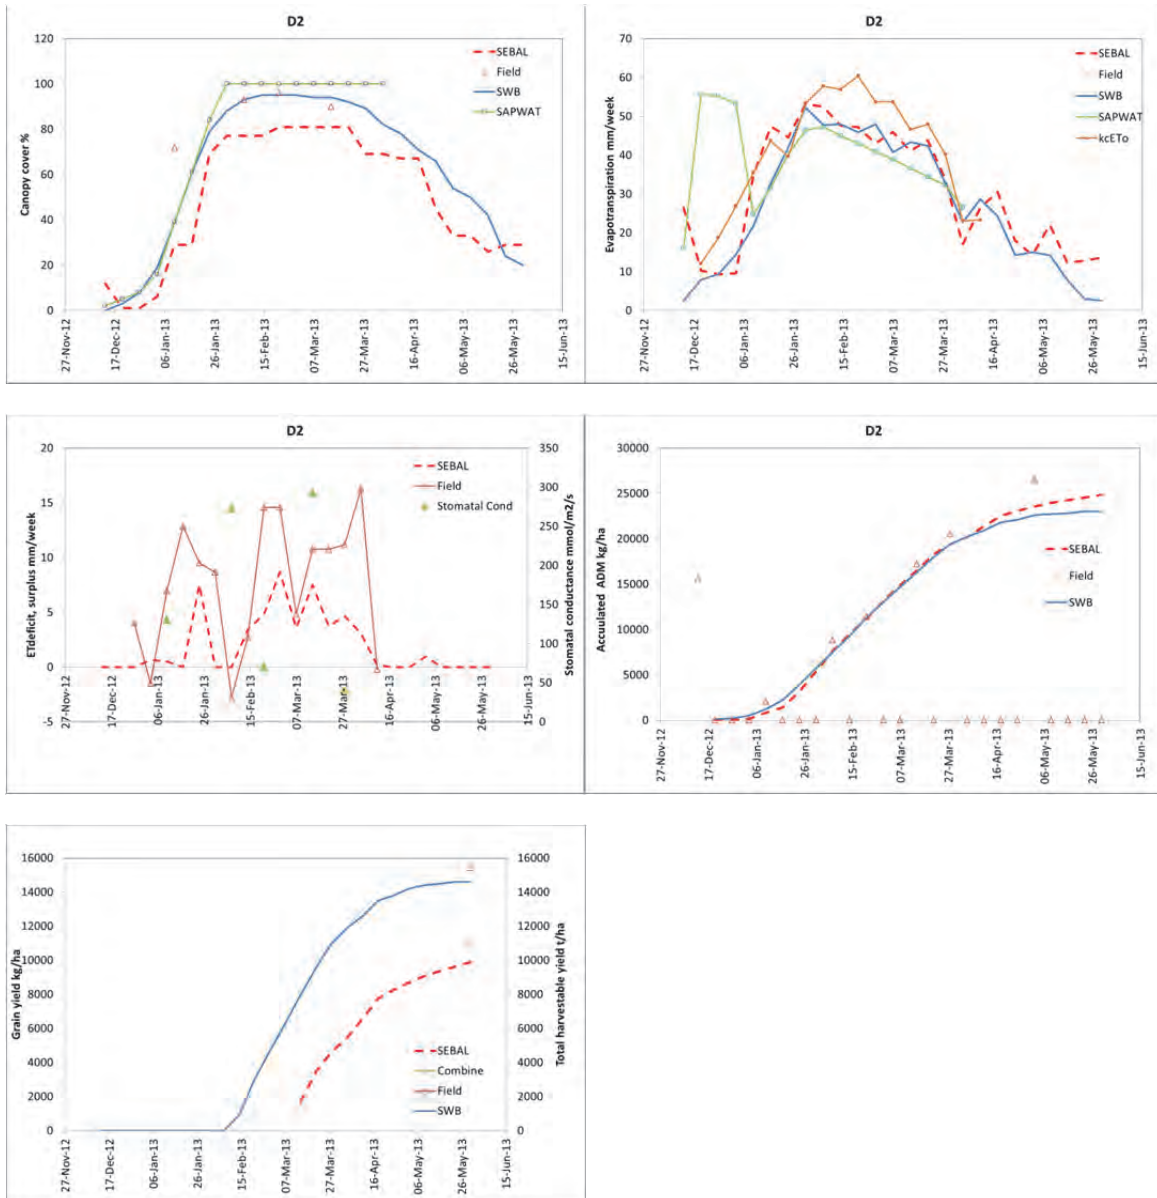 D2
120
100
80
60
40
20
0
Canopy cover %
SEBAL
Field
SWB
SAPWAT
27-Nov-12
17-Dec-12
06-Jan-13
26-Jan-13
15-Feb-13
07-Mar-13
27-Mar-13
16-Apr-13
06-May-13
26-May-13
15-Jun-13
D2
70
60
50
40
30
20
10
0
Evapotranspiration mm/week
SEBAL
Field
SWB
SAPWAT
kcETo
27-Nov-12
17-Dec-12
06-Jan-13
26-Jan-13
15-Feb-13
07-Mar-13
27-Mar-13
16-Apr-13
06-May-13
26-May-13
15-Jun-13
D2
20
15
10
5
0
-5
ETdeficit, surplus mm/week
SEBAL
Field
Stomatal Cond
350
300
250
200
150
100
50
0
Stomatal conductance mmol/m2/s
27-Nov-12
17-Dec-12
06-Jan-13
26-Jan-13
15-Feb-13
07-Mar-13
27-Mar-13
16-Apr-13
06-May-13
26-May-13
15-Jun-13
D2
30000
25000
20000
15000
10000
5000
0
Accuulated ADM kg/ha
SEBAL
Field
SWB
27-Nov-12
17-Dec-12
06-Jan-13
26-Jan-13
15-Feb-13
07-Mar-13
27-Mar-13
16-Apr-13
06-May-13
26-May-13
15-Jun-13
16000
14000
12000
10000
8000
6000
4000
2000
0
Grain yield kg/ha
SEBAL
Combine
Field
SWB
16000
14000
12000
10000
8000
6000
4000
2000
0
Total harvestable yield t/ha
27-Nov-12
17-Dec-12
06-Jan-13
26-Jan-13
15-Feb-13
07-Mar-13
27-Mar-13
16-Apr-13
06-May-13
26-May-13
15-Jun-13